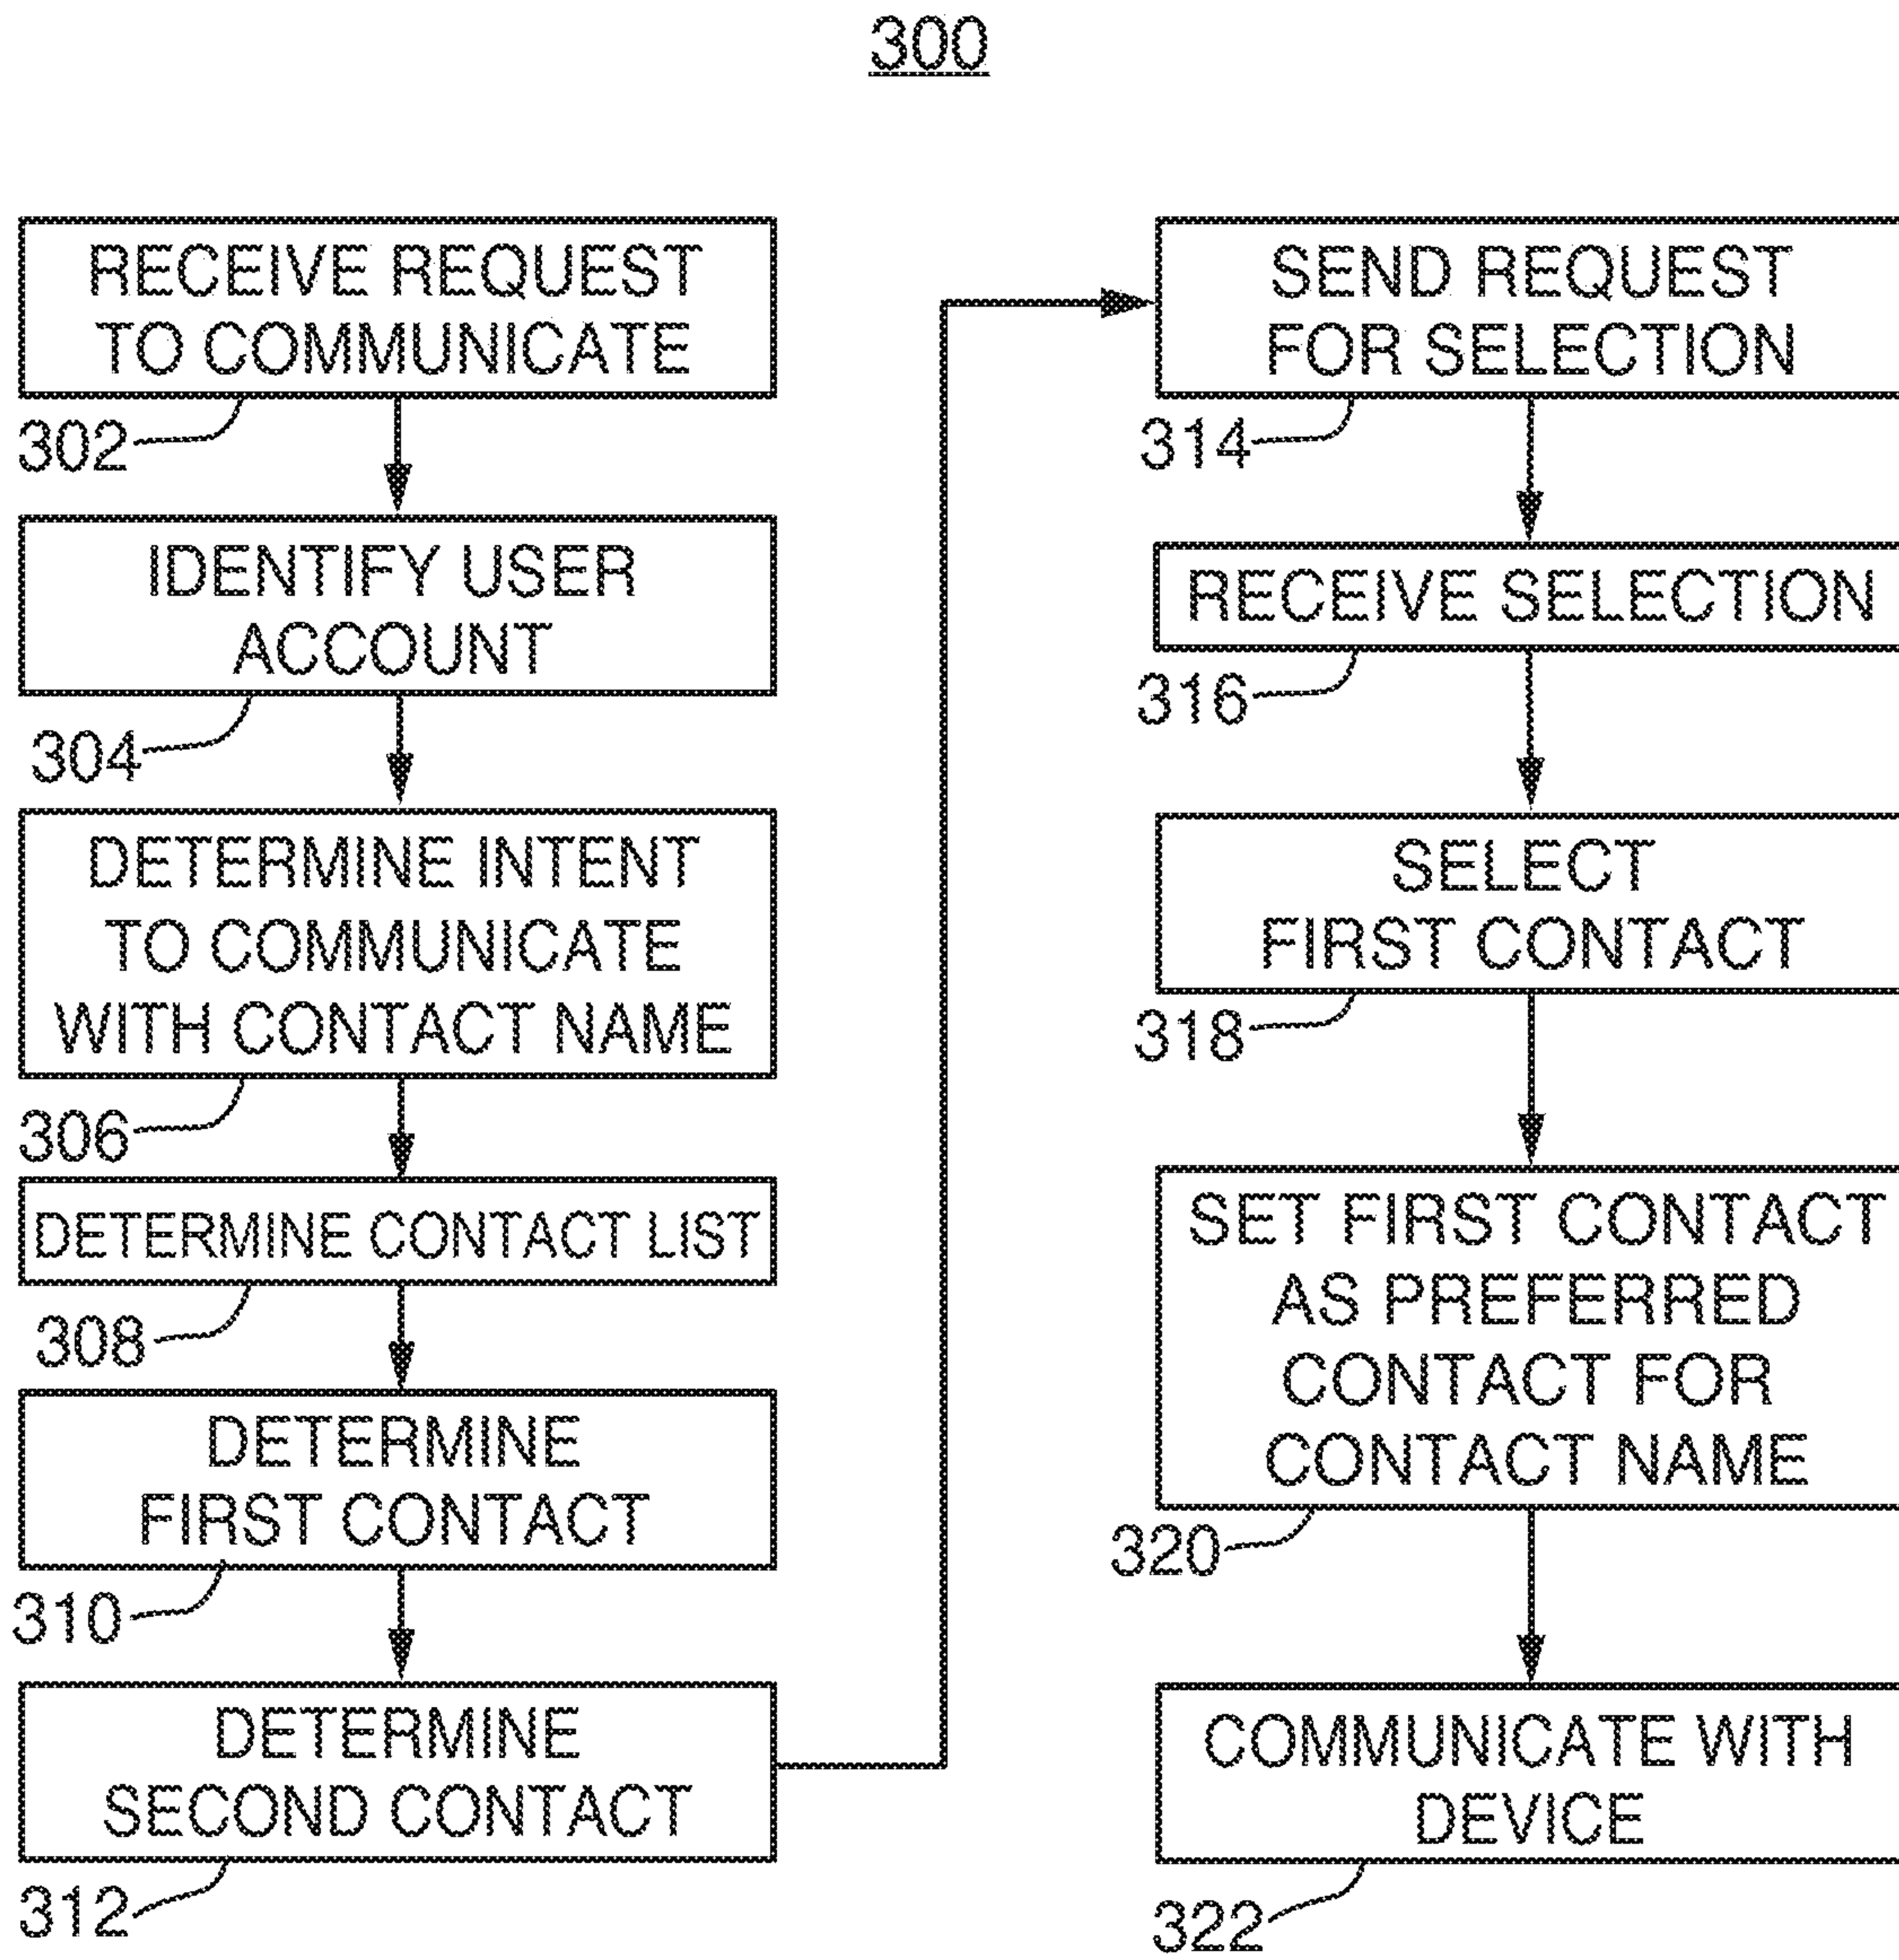 300
RECEIVE REQUEST
TO COMMUNICATE
302
IDENTIFY USER
ACCOUNT
304
DETERMINE INTENT
TO COMMUNICATE
WITH CONTACT NAME
306
DETERMINE CONTACT LIST
308
DETERMINE
FIRST CONTACT
310
DETERMINE
SECOND CONTACT
312
SEND REQUEST
FOR SELECTION
314
RECEIVE SELECTION
316
SELECT
FIRST CONTACT
318
SET FIRST CONTACT
AS PREFERRED
CONTACT FOR
CONTACT NAME
320
COMMUNICATE WITH
DEVICE
322